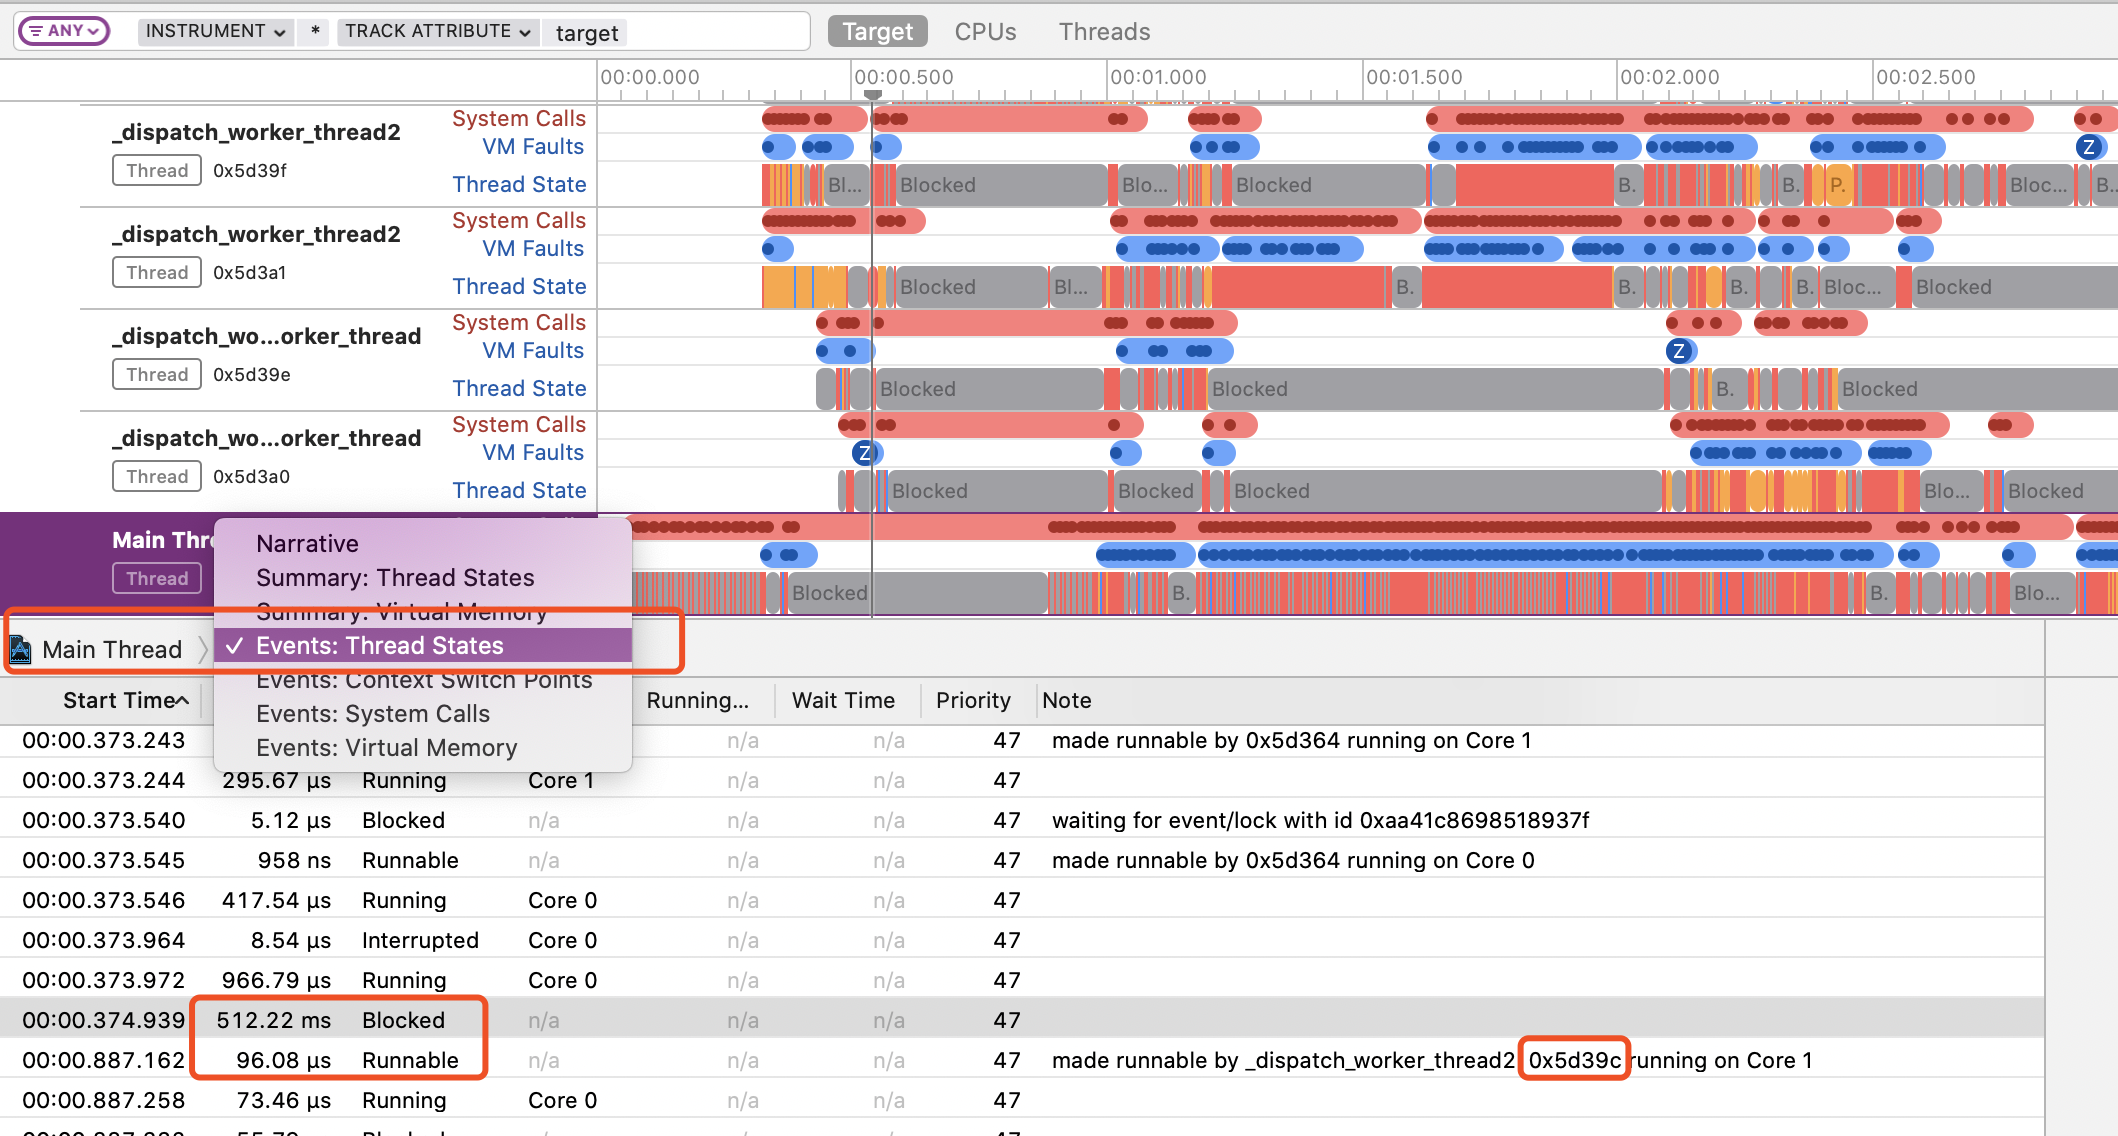 ANY INSTRUMENT * TRACK ATTRIBUTE target Target CPUs Threads
00:00.000 00:00.500 00:01.000 00:01.500 00:02.000 00:02.500
_dispatch_worker_thread2
Thread 0x5d39f
System Calls
VM Faults
Z
Thread State
Bl... Blocked Blo... Blocked B. B. P. Bloc... B..
_dispatch_worker_thread2
Thread 0x5d3a1
System Calls
VM Faults
Thread State
Blocked Bl... B. B. B. B. Bloc... Blocked
_dispatch_wo...orker_thread
Thread 0x5d39e
System Calls
VM Faults
Z
Thread State
Blocked Blocked B. Blocked
_dispatch_wo...orker_thread
Thread 0x5d3a0
System Calls
VM Faults
Z
Thread State
Blocked Blocked Blocked Blo... Blocked
Main Thre
Thread
Blocked B. B. Blo...
Narrative
Summary: Thread States
Summary: Virtual Memory
✓ Events: Thread States
Events: Context Switch Points
Events: System Calls
Events: Virtual Memory
Main Thread
Start Time Running... Wait Time Priority Note
00:00.373.243 n/a n/a 47 made runnable by 0x5d364 running on Core 1
00:00.373.244 295.67 µs Running Core 1 n/a n/a 47
00:00.373.540 5.12 µs Blocked n/a n/a n/a 47 waiting for event/lock with id 0xaa41c8698518937f
00:00.373.545 958 ns Runnable n/a n/a n/a 47 made runnable by 0x5d364 running on Core 0
00:00.373.546 417.54 µs Running Core 0 n/a n/a 47
00:00.373.964 8.54 µs Interrupted Core 0 n/a n/a 47
00:00.373.972 966.79 µs Running Core 0 n/a n/a 47
00:00.374.939 512.22 ms Blocked n/a n/a n/a 47
00:00.887.162 96.08 µs Runnable n/a n/a n/a 47 made runnable by _dispatch_worker_thread2 0x5d39c running on Core 1
00:00.887.258 73.46 µs Running Core 0 n/a n/a 47